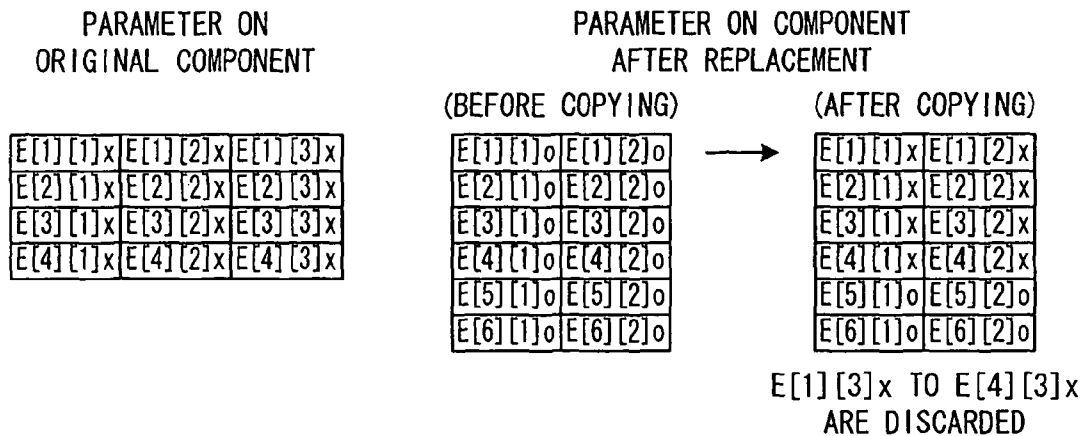 PARAMETER ON
ORIGINAL COMPONENT
PARAMETER ON COMPONENT
AFTER REPLACEMENT
(BEFORE COPYING)
(AFTER COPYING)
E[1][1]x E[1][2]x E[1][3]x
E[2][1]x E[2][2]x E[2][3]x
E[3][1]x E[3][2]x E[3][3]x
E[4][1]x E[4][2]x E[4][3]x
E[1][1]o E[1][2]o
E[2][1]o E[2][2]o
E[3][1]o E[3][2]o
E[4][1]o E[4][2]o
E[5][1]o E[5][2]o
E[6][1]o E[6][2]o
E[1][1]x E[1][2]x
E[2][1]x E[2][2]x
E[3][1]x E[3][2]x
E[4][1]x E[4][2]x
E[5][1]o E[5][2]o
E[6][1]o E[6][2]o
E[1][3]x TO E[4][3]x
ARE DISCARDED